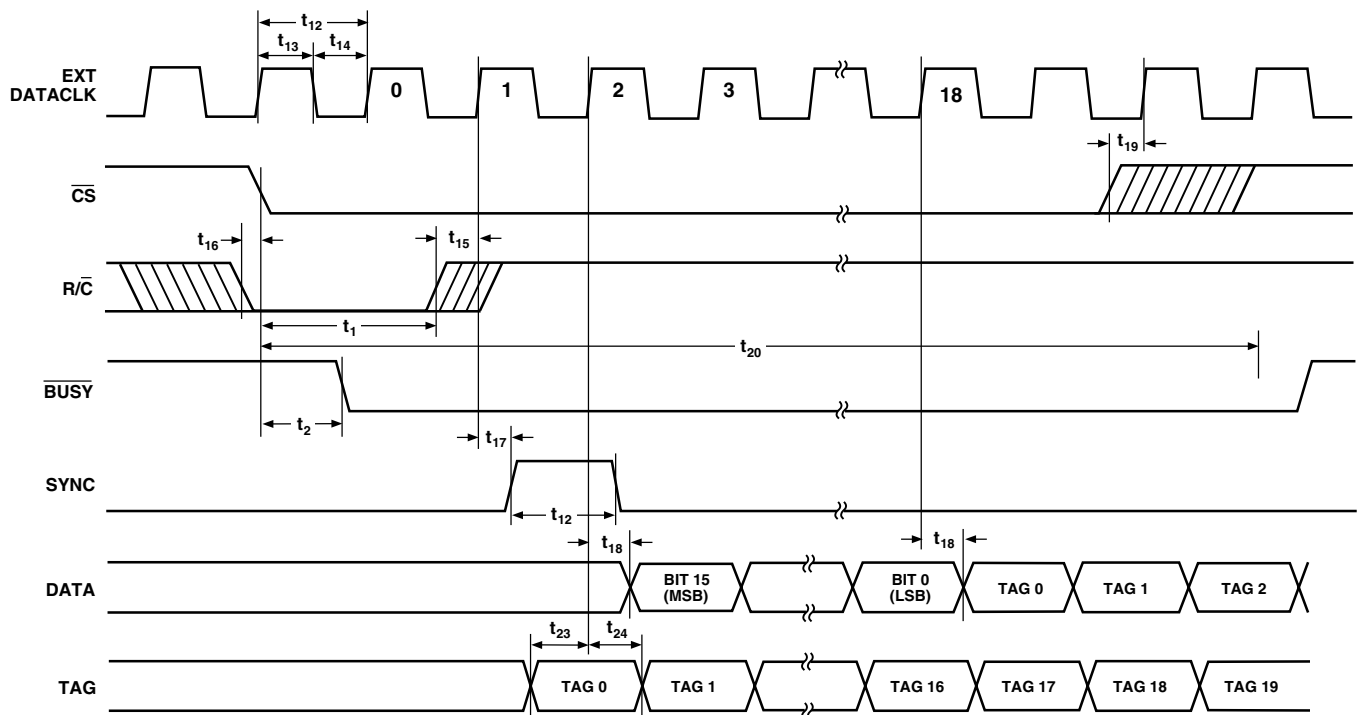 t12
t13 t14
EXT
DATACLK
0 1 2 3 18
t19
CS
t16 t15
R/C
t1
t20
BUSY
t2
t17
SYNC
t12
t18 t18
DATA
BIT 15
(MSB)
BIT 0
(LSB)
TAG 0 TAG 1 TAG 2
t23 t24
TAG
TAG 0 TAG 1 TAG 16 TAG 17 TAG 18 TAG 19